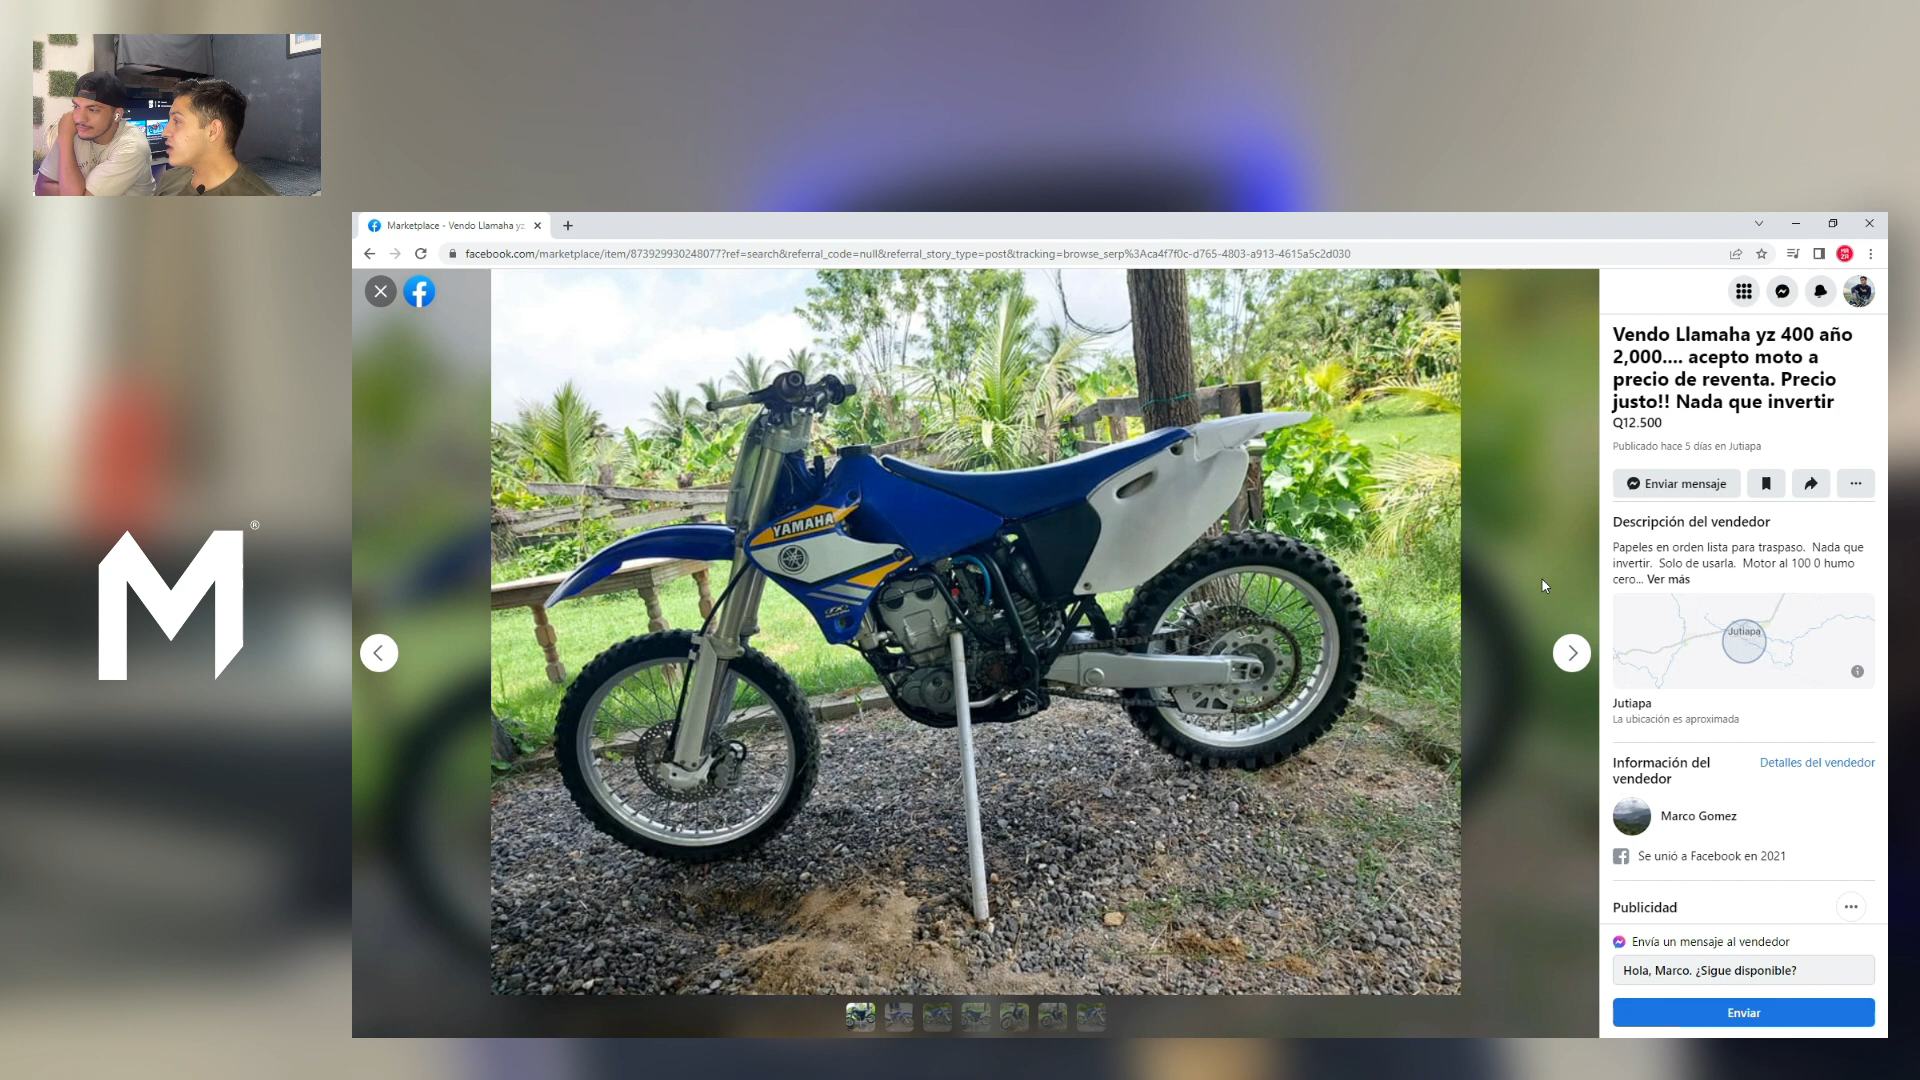 Marketplace - Vendo Llamaha yz
facebook.com/marketplace/item/873929930248077?ref=search&referral_code=null&referral_story_type=post&tracking=browse_serp%3Aca4f7f0c-d765-4803-a913-4615a5c2d030
Vendo Llamaha yz 400 año
2,000.... acepto moto a
precio de reventa. Precio
justo!! Nada que invertir
Q12.500
Publicado hace 5 días en Jutiapa
Enviar mensaje
Descripción del vendedor
Papeles en orden lista para traspaso. Nada que
invertir. Solo de usarla. Motor al 100 0 humo
cero... Ver más
Jutiapa
Jutiapa
La ubicación es aproximada
Información del
vendedor
Detalles del vendedor
Marco Gomez
Se unió a Facebook en 2021
Publicidad
Envía un mensaje al vendedor
Hola, Marco. ¿Sigue disponible?
Enviar
YAMAHA
M®